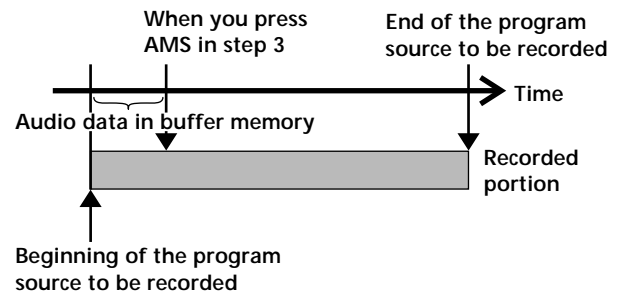 When you press
AMS in step 3
End of the program
source to be recorded
Time
Audio data in buffer memory
Recorded
portion
Beginning of the program
source to be recorded